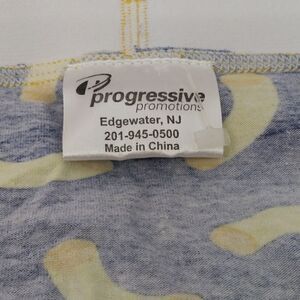 progressive
promotions
Edgewater, NJ
201-945-0500
Made in China